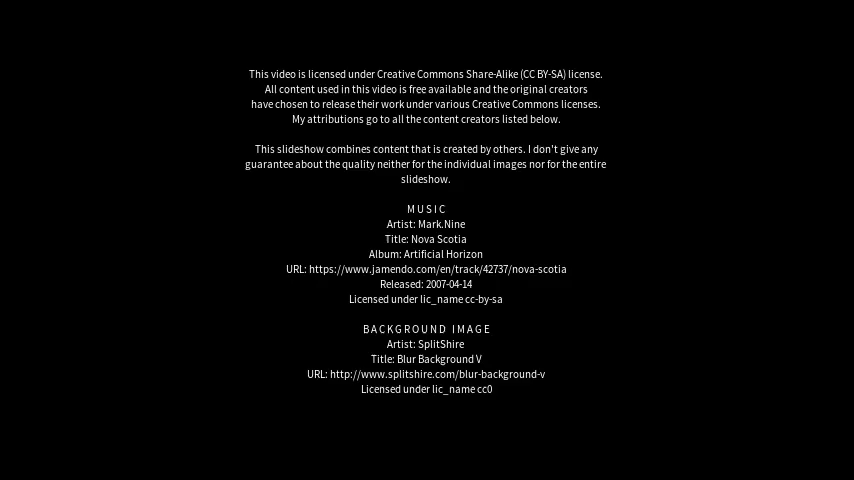 This video is licensed under Creative Commons Share-Alike (CC BY-SA) license.
All content used in this video is free available and the original creators
have chosen to release their work under various Creative Commons licenses.
My attributions go to all the content creators listed below.
This slideshow combines content that is created by others. I don't give any
guarantee about the quality neither for the individual images nor for the entire
slideshow.
MUSIC
Artist: Mark.Nine
Title: Nova Scotia
Album: Artificial Horizon
URL: https://www.jamendo.com/en/track/42737/nova-scotia
Released: 2007-04-14
Licensed under lic_name cc-by-sa
BACKGROUND IMAGE
Artist: SplitShire
Title: Blur Background V
URL: http://www.splitshire.com/blur-background-v
Licensed under lic_name cc0